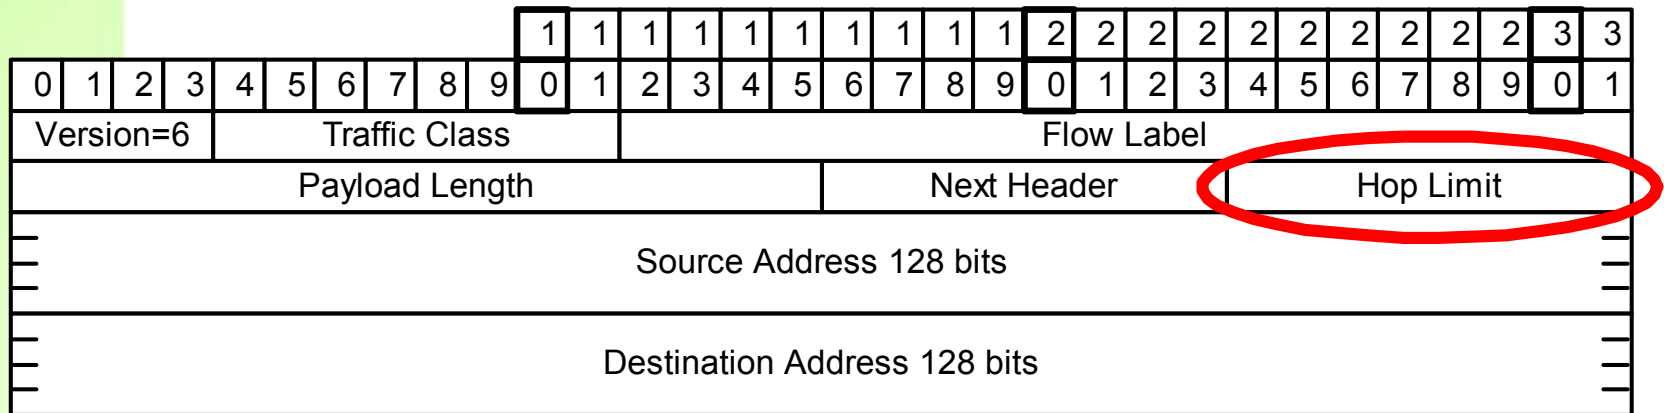 1 1 1 1 1 1 1 1 1 1 2 2 2 2 2 2 2 2 2 2 3 3
0 1 2 3 4 5 6 7 8 9 0 1 2 3 4 5 6 7 8 9 0 1 2 3 4 5 6 7 8 9 0 1
Version=6 Traffic Class Flow Label
Payload Length Next Header Hop Limit
Source Address 128 bits
Destination Address 128 bits